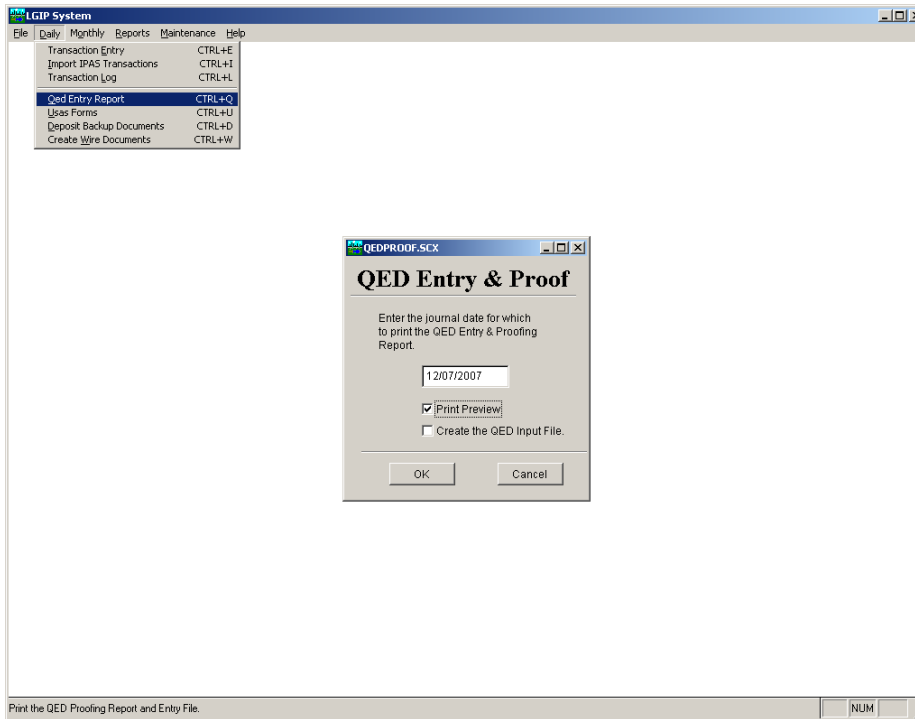 LGIP System
File Daily Monthly Reports Maintenance Help
Transaction Entry CTRL+E
Import IPAS Transactions CTRL+I
Transaction Log CTRL+L
Qed Entry Report CTRL+Q
Usas Forms CTRL+U
Deposit Backup Documents CTRL+D
Create Wire Documents CTRL+W
QEDPROOF.SCX
QED Entry & Proof
Enter the journal date for which
to print the QED Entry & Proofing
Report.
12/07/2007
Print Preview
Create the QED Input File.
OK Cancel
Print the QED Proofing Report and Entry File.
NUM